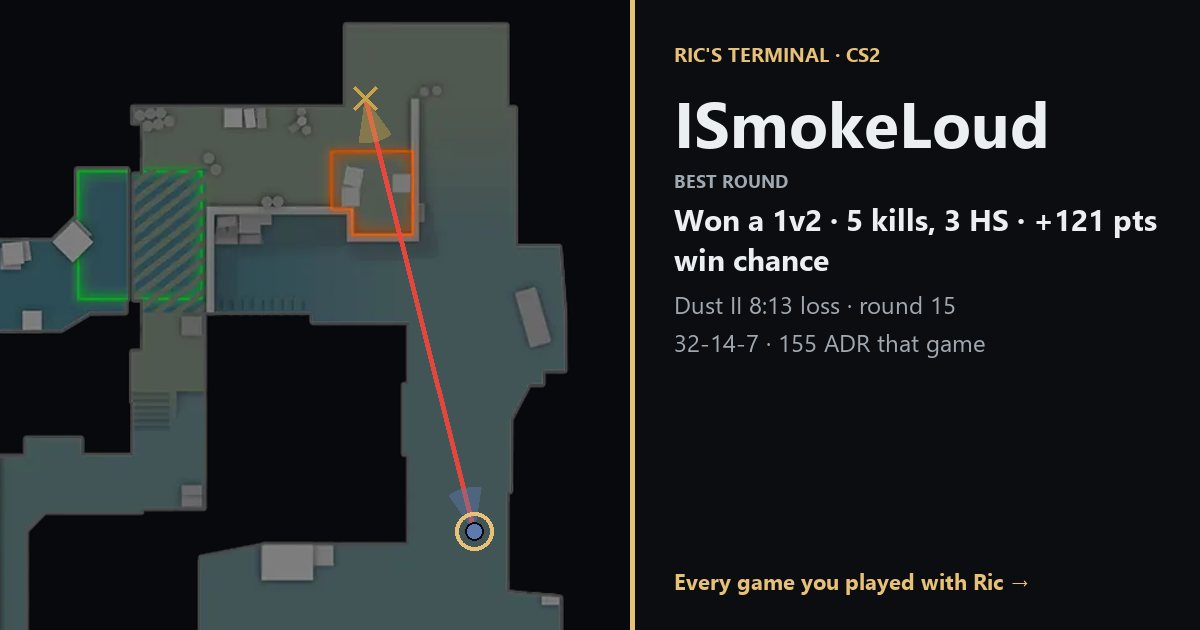 RIC'S TERMINAL · CS2
ISmokeLoud
BEST ROUND
Won a 1v2 · 5 kills, 3 HS · +121 pts
win chance
Dust II 8:13 loss · round 15
32-14-7 · 155 ADR that game
Every game you played with Ric →